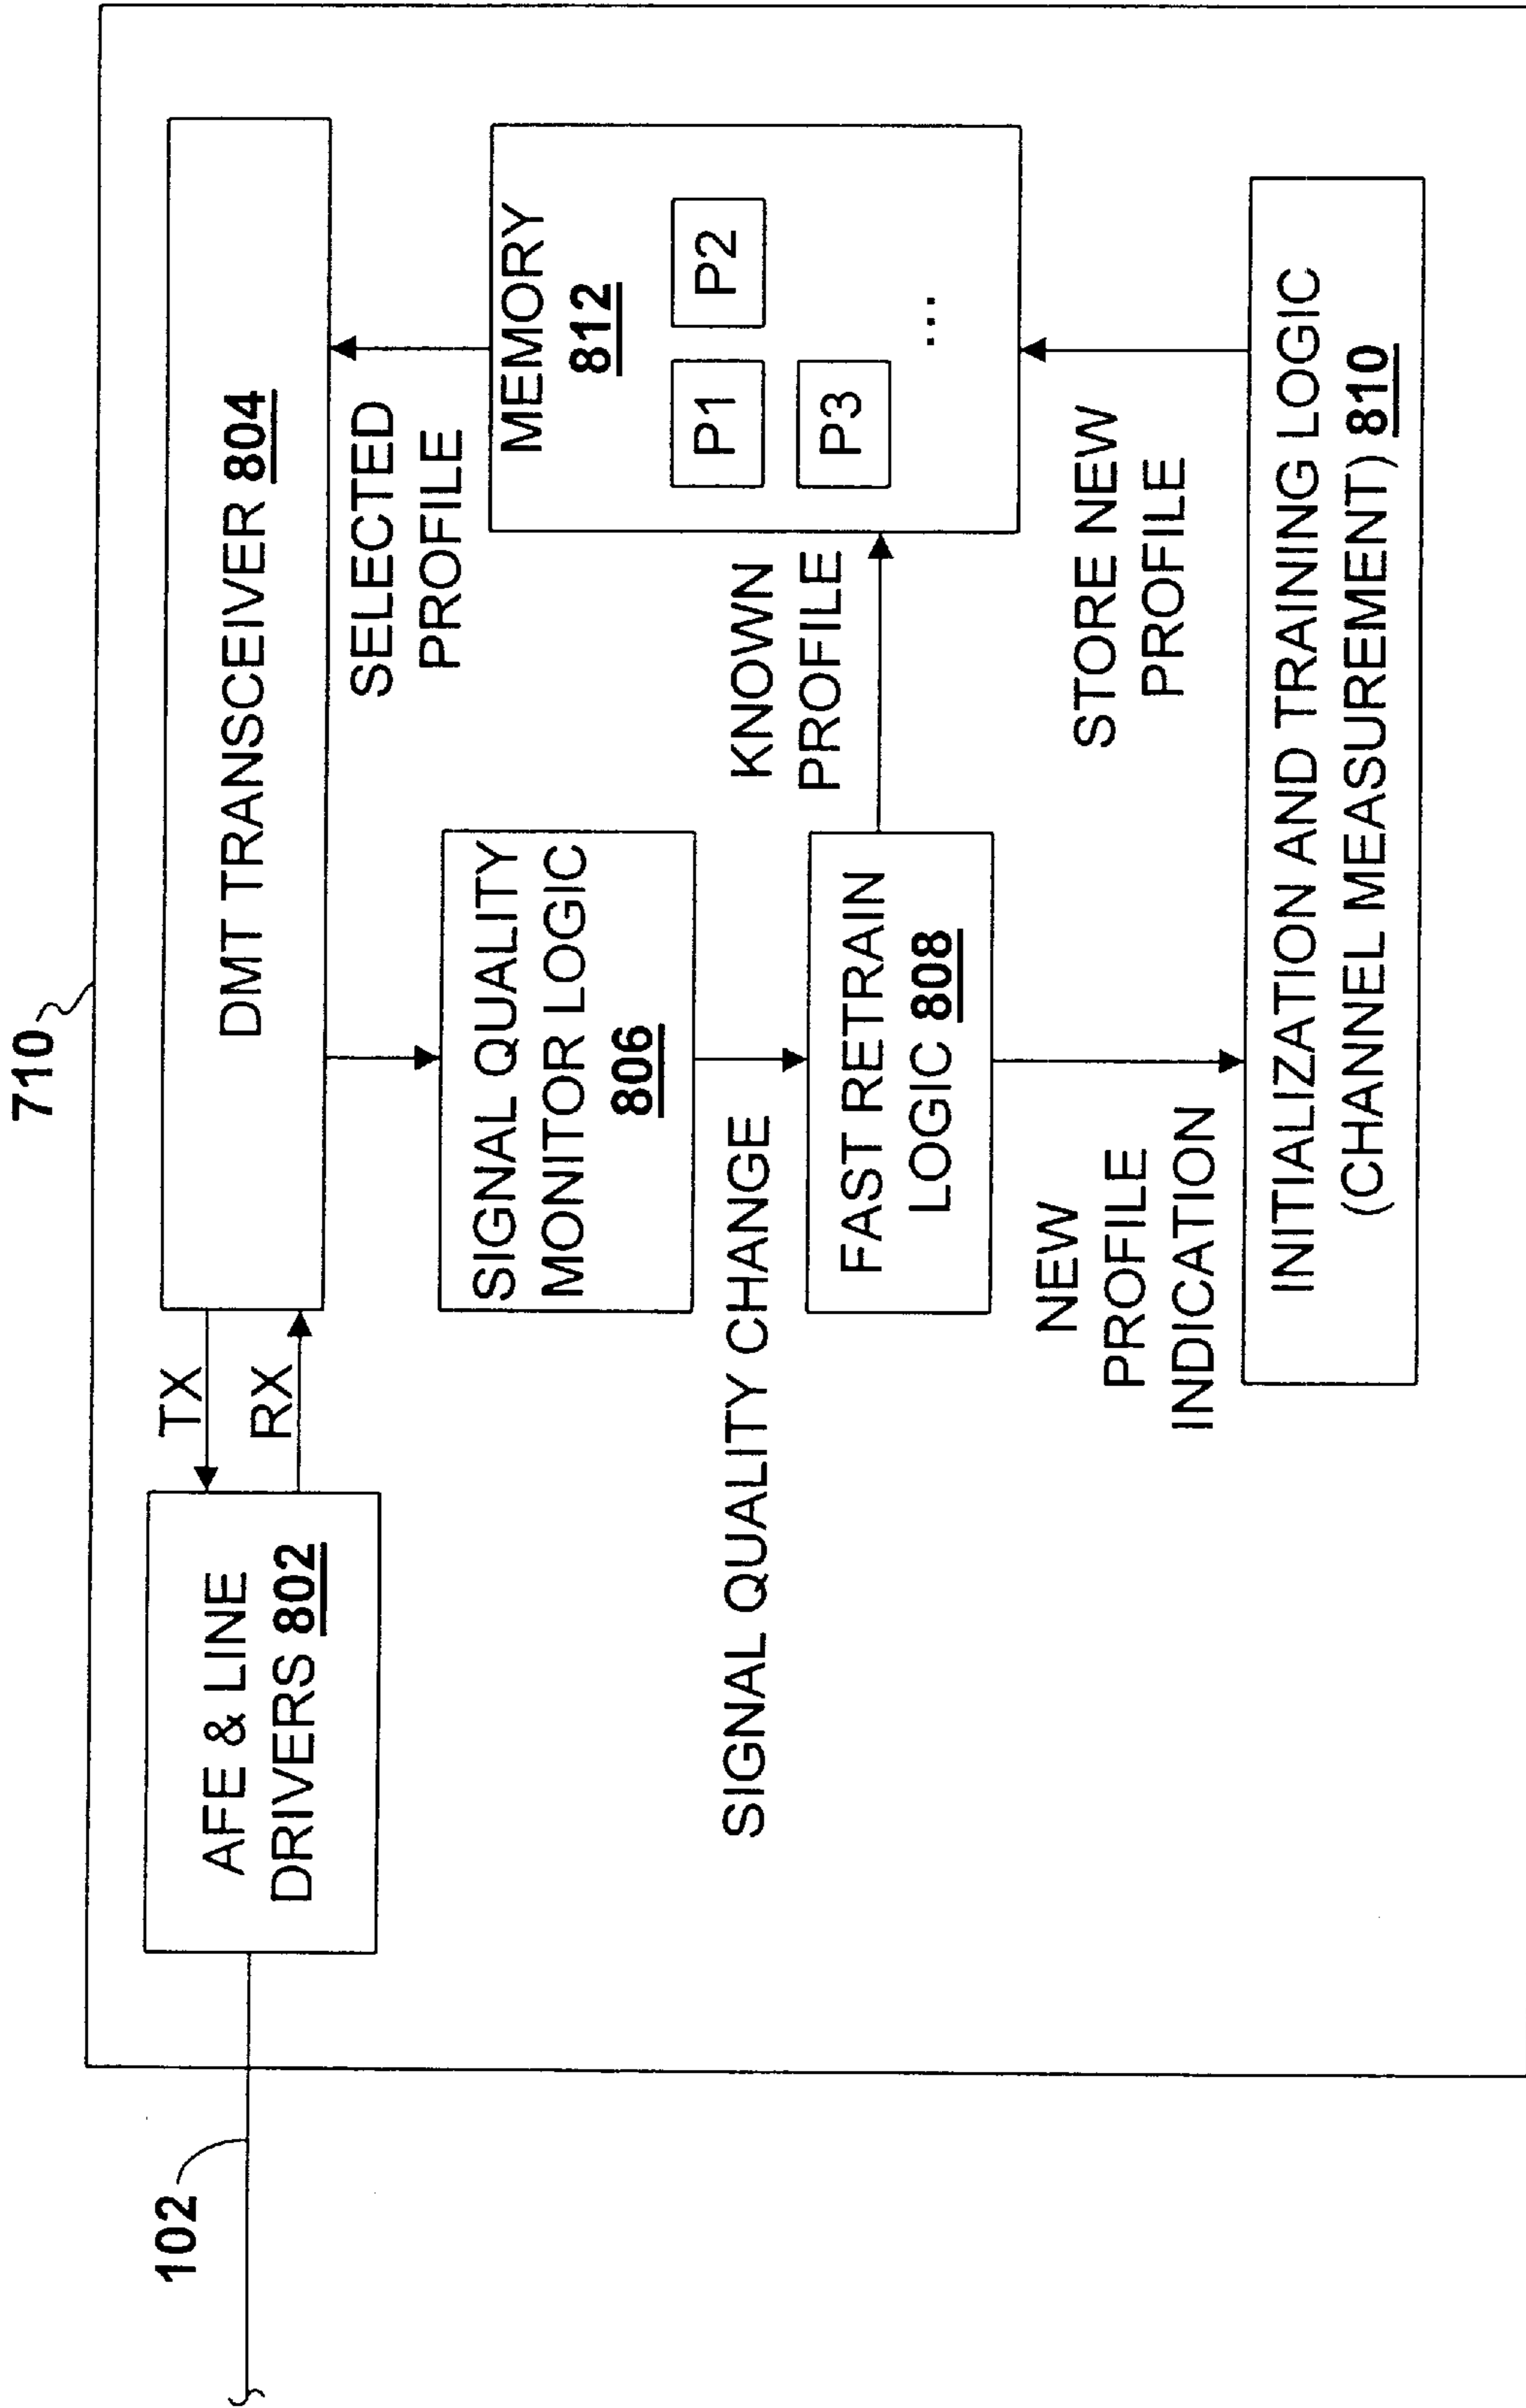 710
102
AFE & LINE
DRIVERS 802
TX
RX
DMT TRANSCEIVER 804
SIGNAL QUALITY
MONITOR LOGIC
806
SELECTED
PROFILE
MEMORY
812
P1
P2
P3
...
SIGNAL QUALITY CHANGE
FAST RETRAIN
LOGIC 808
KNOWN
PROFILE
NEW
PROFILE
INDICATION
STORE NEW
PROFILE
INITIALIZATION AND TRAINING LOGIC
(CHANNEL MEASUREMENT) 810